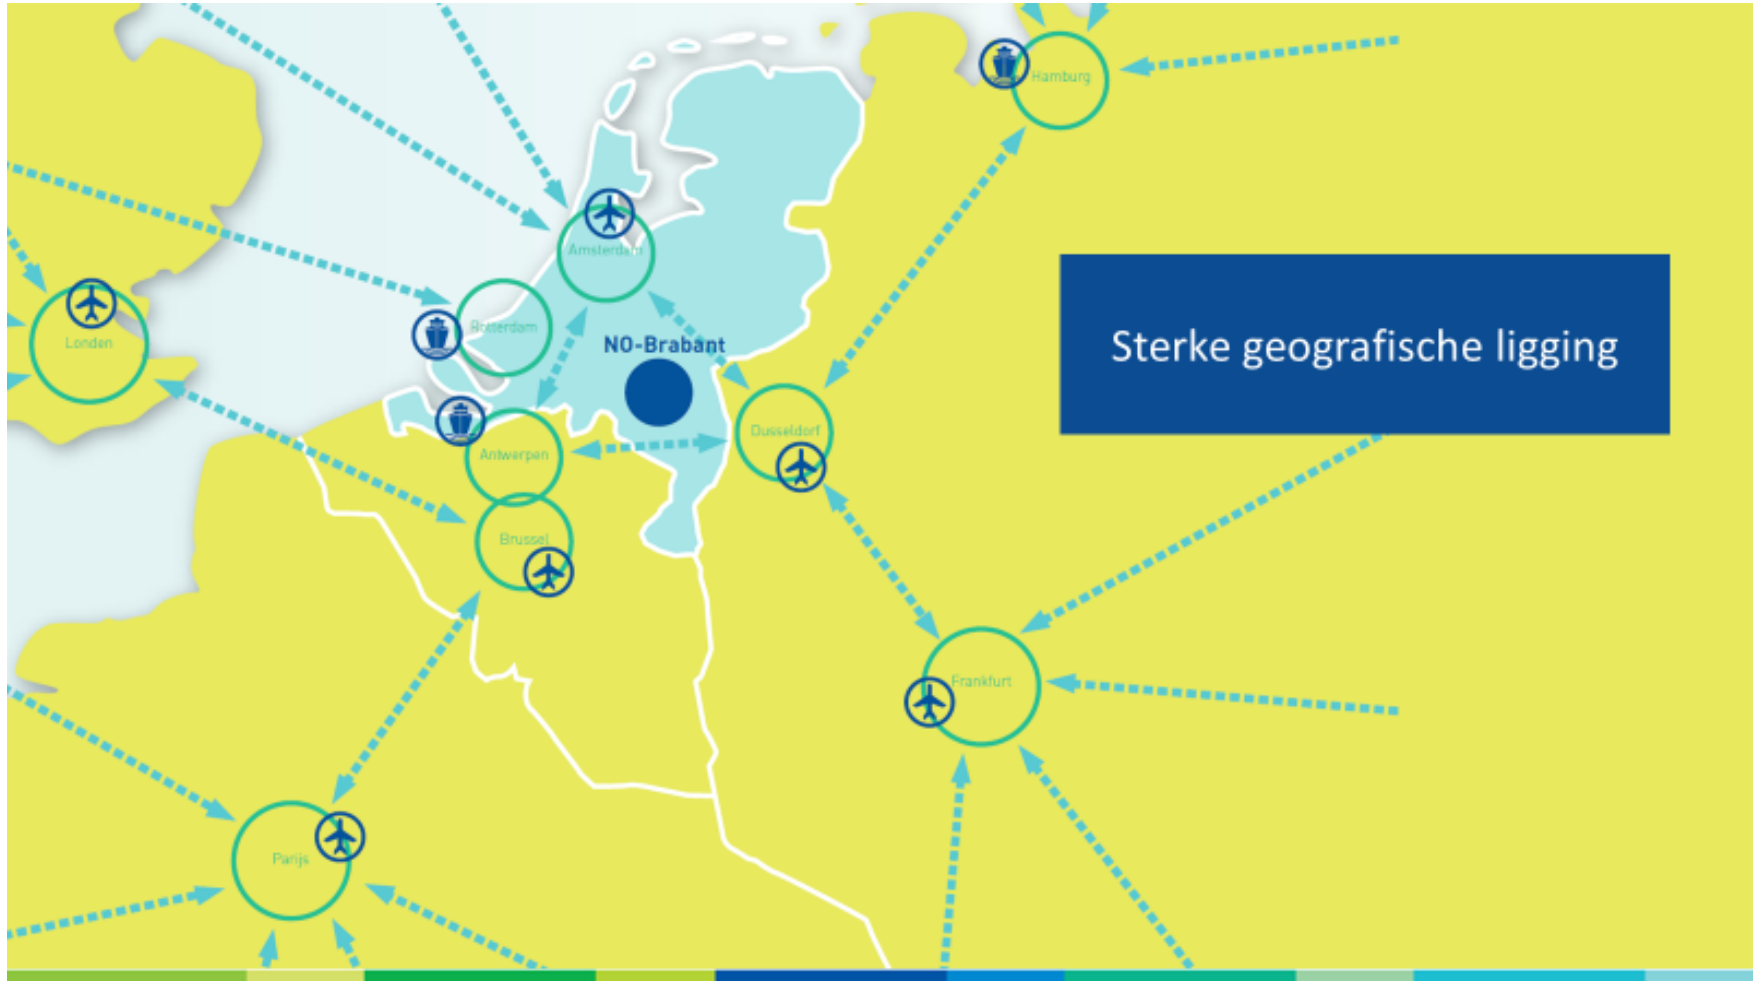 Hamburg
Amsterdam
Rotterdam
Londen
NO-Brabant
Sterke geografische ligging
Dusseldorf
Antwerpen
Brussel
Frankfurt
Parijs